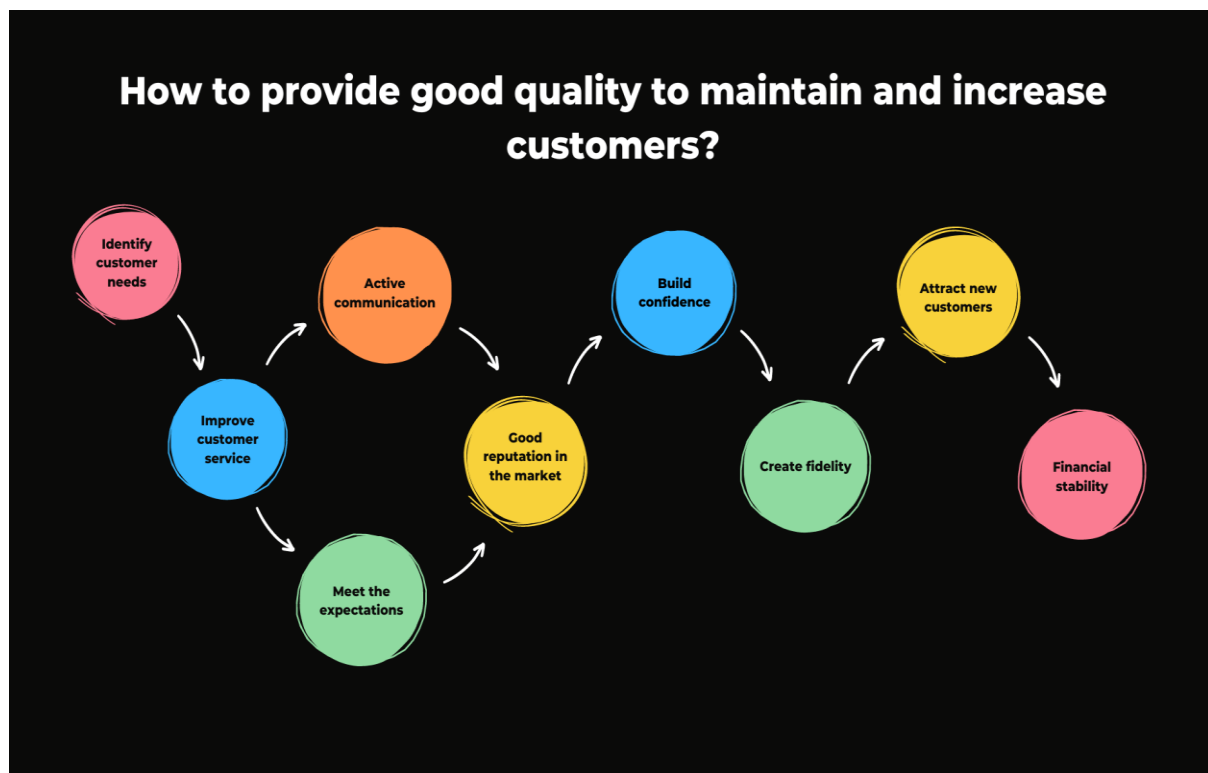 How to provide good quality to maintain and increase
customers?
Identify
customer
needs
Improve
customer
service
Active
communication
Meet the
expectations
Good
reputation in
the market
Build
confidence
Create fidelity
Attract new
customers
Financial
stability